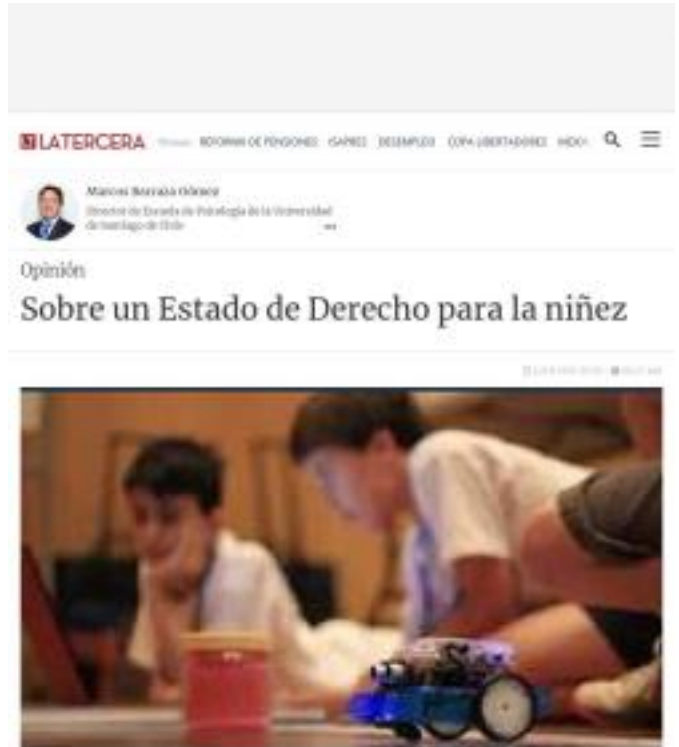 LATERCERA REFORMA DE PENSIONES ISAPRES DESEMPLEO COPA LIBERTADORES
Marcos Barraza Gómez
Director de Escuela de Psicología de la Universidad
de Santiago de Chile
Opinión
Sobre un Estado de Derecho para la niñez